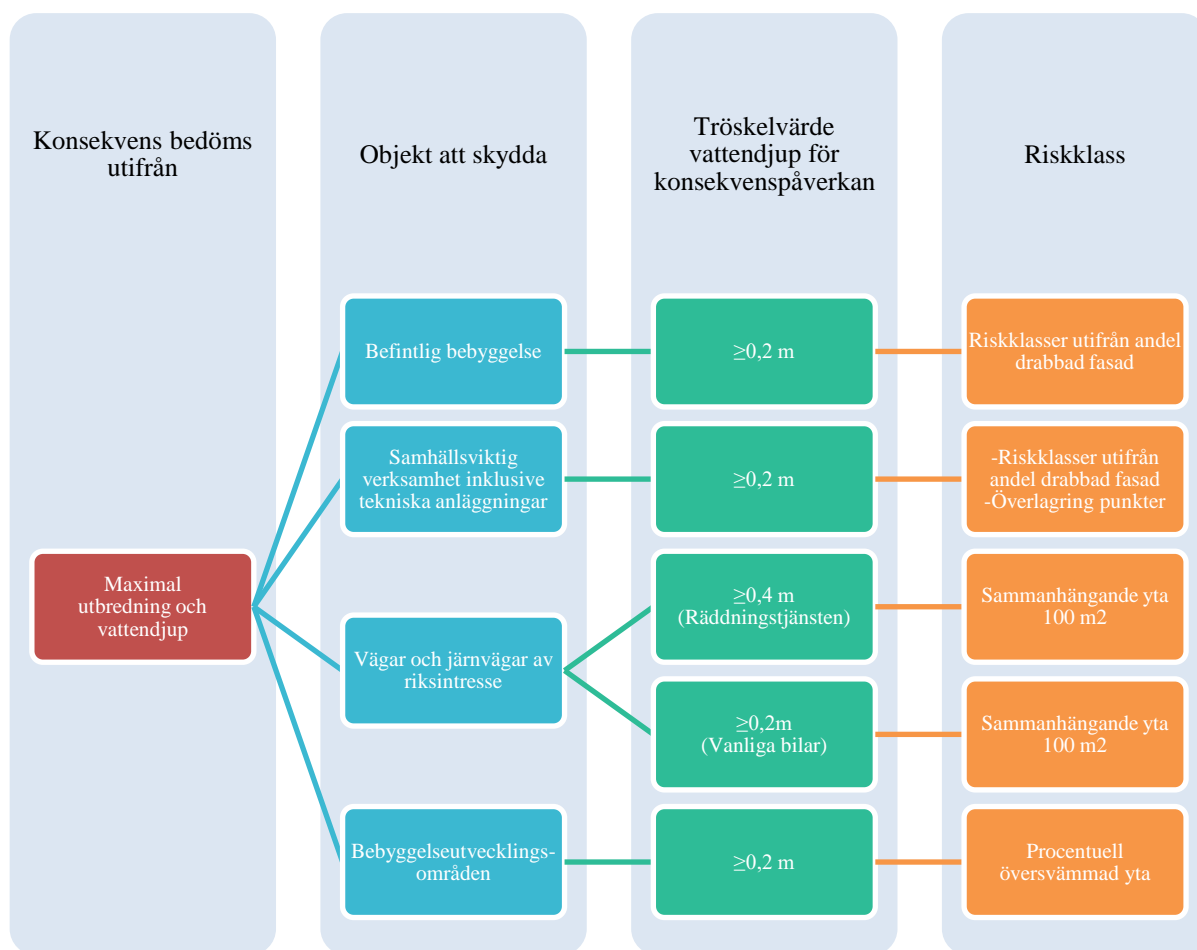 Konsekvens bedöms
utifrån
Objekt att skydda
Tröskelvärde
vattendjup för
konsekvenspåverkan
Riskklass
Maximal
utbredning och
vattendjup
Befintlig bebyggelse
≥0,2 m
Riskklasser utifrån andel
drabbad fasad
Samhällsviktig
verksamhet inklusive
tekniska anläggningar
≥0,2 m
-Riskklasser utifrån
andel drabbad fasad
-Överlagring punkter
Vägar och järnvägar av
riksintresse
≥0,4 m
(Räddningstjänsten)
Sammanhängande yta
100 m2
≥0,2m
(Vanliga bilar)
Sammanhängande yta
100 m2
Bebyggelseutvecklings-
områden
≥0,2 m
Procentuell
översvämmad yta